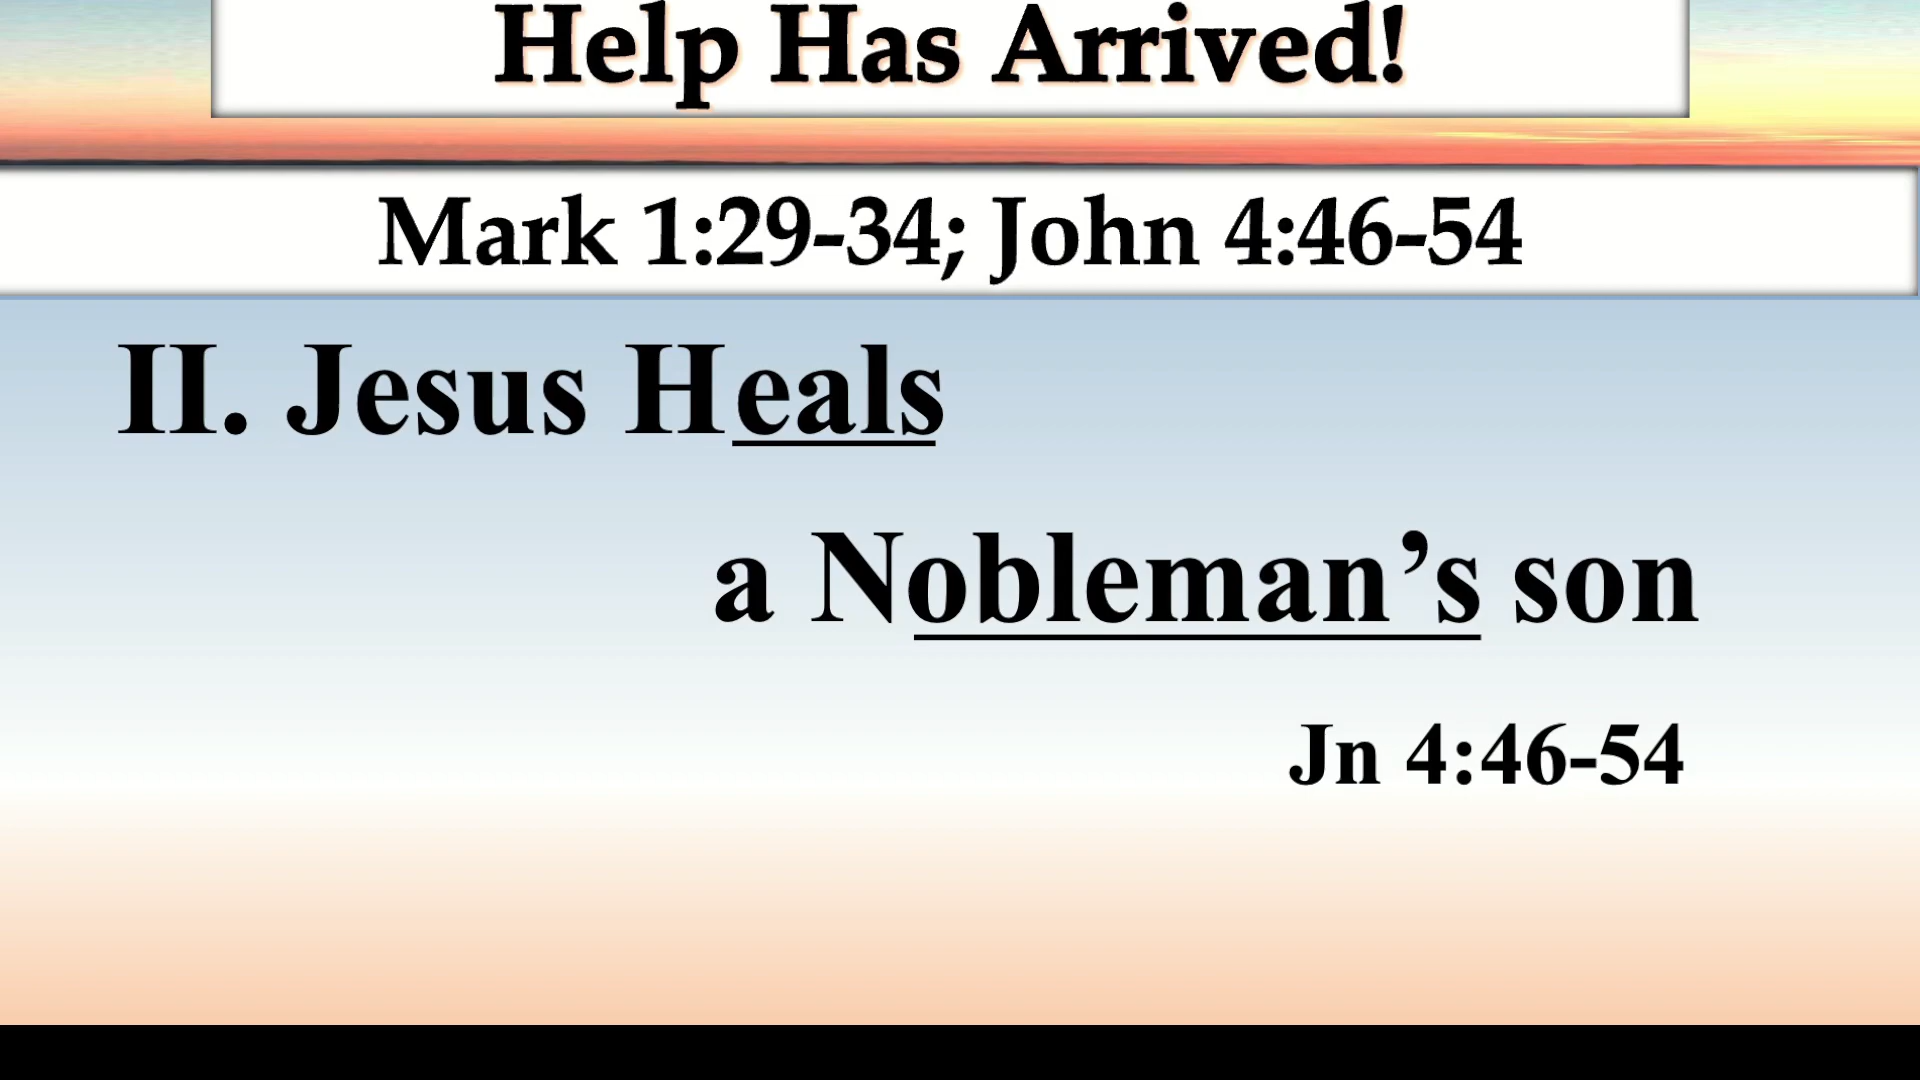 Help Has Arrived!
Mark 1:29-34; John 4:46-54
II. Jesus Heals
a Nobleman’s son
Jn 4:46-54